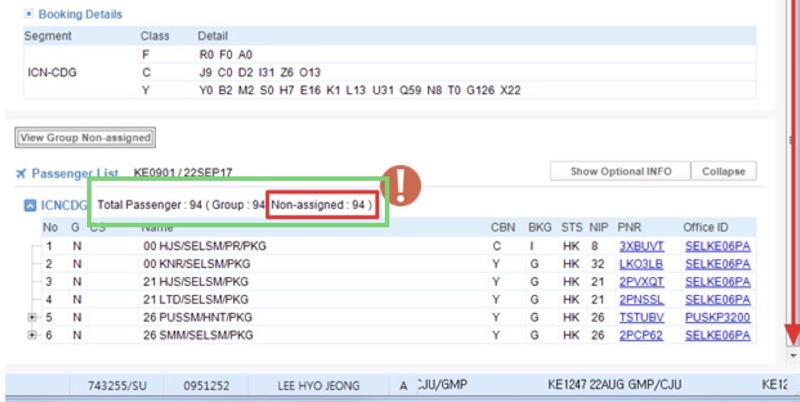 Booking Details
Segment Class Detail
F R0 F0 A0
ICN-CDG C J9 C0 D2 I31 Z6 O13
Y Y0 B2 M2 S0 H7 E16 K1 L13 U31 Q59 N8 T0 G126 X22
View Group Non-assigned
Passenger List KE0901 / 22SEP17 Show Optional INFO Collapse
ICNCDG Total Passenger : 94 ( Group : 94 Non-assigned : 94 )
No G CS Name CBN BKG STS NIP PNR Office ID
1 N 00 HJS/SELSM/PR/PKG C I HK 8 3XBUVT SELKE06PA
2 N 00 KNR/SELSM/PKG Y G HK 32 LKO3LB SELKE06PA
3 N 21 HJS/SELSM/PKG Y G HK 21 2PVXQT SELKE06PA
4 N 21 LTD/SELSM/PKG Y G HK 21 2PNSSL SELKE06PA
5 N 26 PUSSM/HNT/PKG Y G HK 26 TSTUBV PUSKP3200
6 N 26 SMM/SELSM/PKG Y G HK 26 2PCP62 SELKE06PA
743255/SU 0951252 LEE HYO JEONG A CJU/GMP KE1247 22AUG GMP/CJU KE12